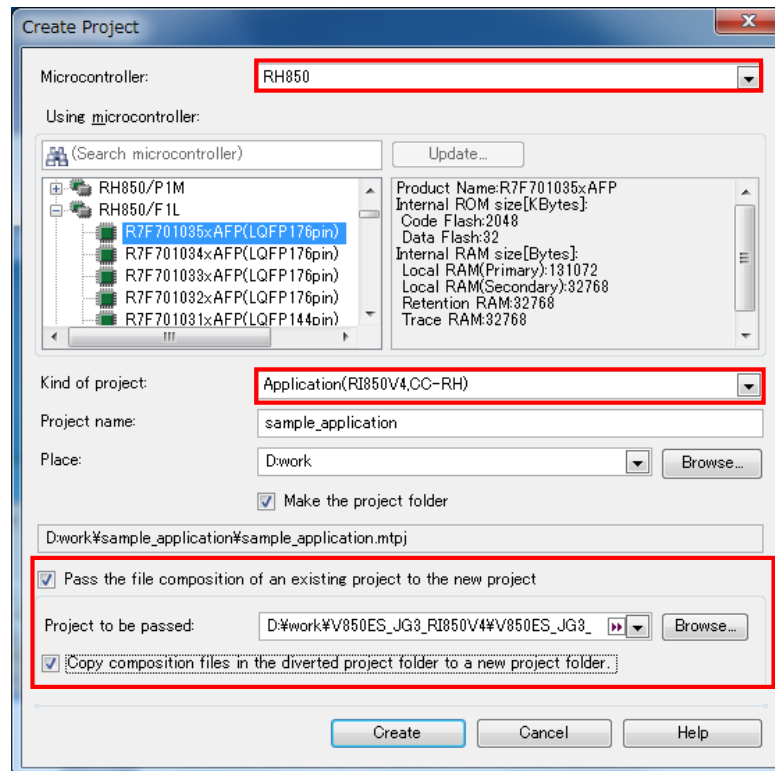 Create Project
Microcontroller:
RH850
Using microcontroller:
(Search microcontroller)
Update...
RH850/P1M
RH850/F1L
R7F701035xAFP(LQFP176pin)
R7F701034xAFP(LQFP176pin)
R7F701033xAFP(LQFP176pin)
R7F701032xAFP(LQFP176pin)
R7F701031xAFP(LQFP144pin)
Product Name:R7F701035xAFP
Internal ROM size[KBytes]:
Code Flash:2048
Data Flash:32
Internal RAM size[Bytes]:
Local RAM(Primary):131072
Local RAM(Secondary):32768
Retention RAM:32768
Trace RAM:32768
Kind of project:
Application(RI850V4,CC-RH)
Project name:
sample_application
Place:
D:work
Browse...
Make the project folder
D:work¥sample_application¥sample_application.mtpj
Pass the file composition of an existing project to the new project
Project to be passed:
D:¥work¥V850ES_JG3_RI850V4¥V850ES_JG3_
Browse...
Copy composition files in the diverted project folder to a new project folder.
Create
Cancel
Help